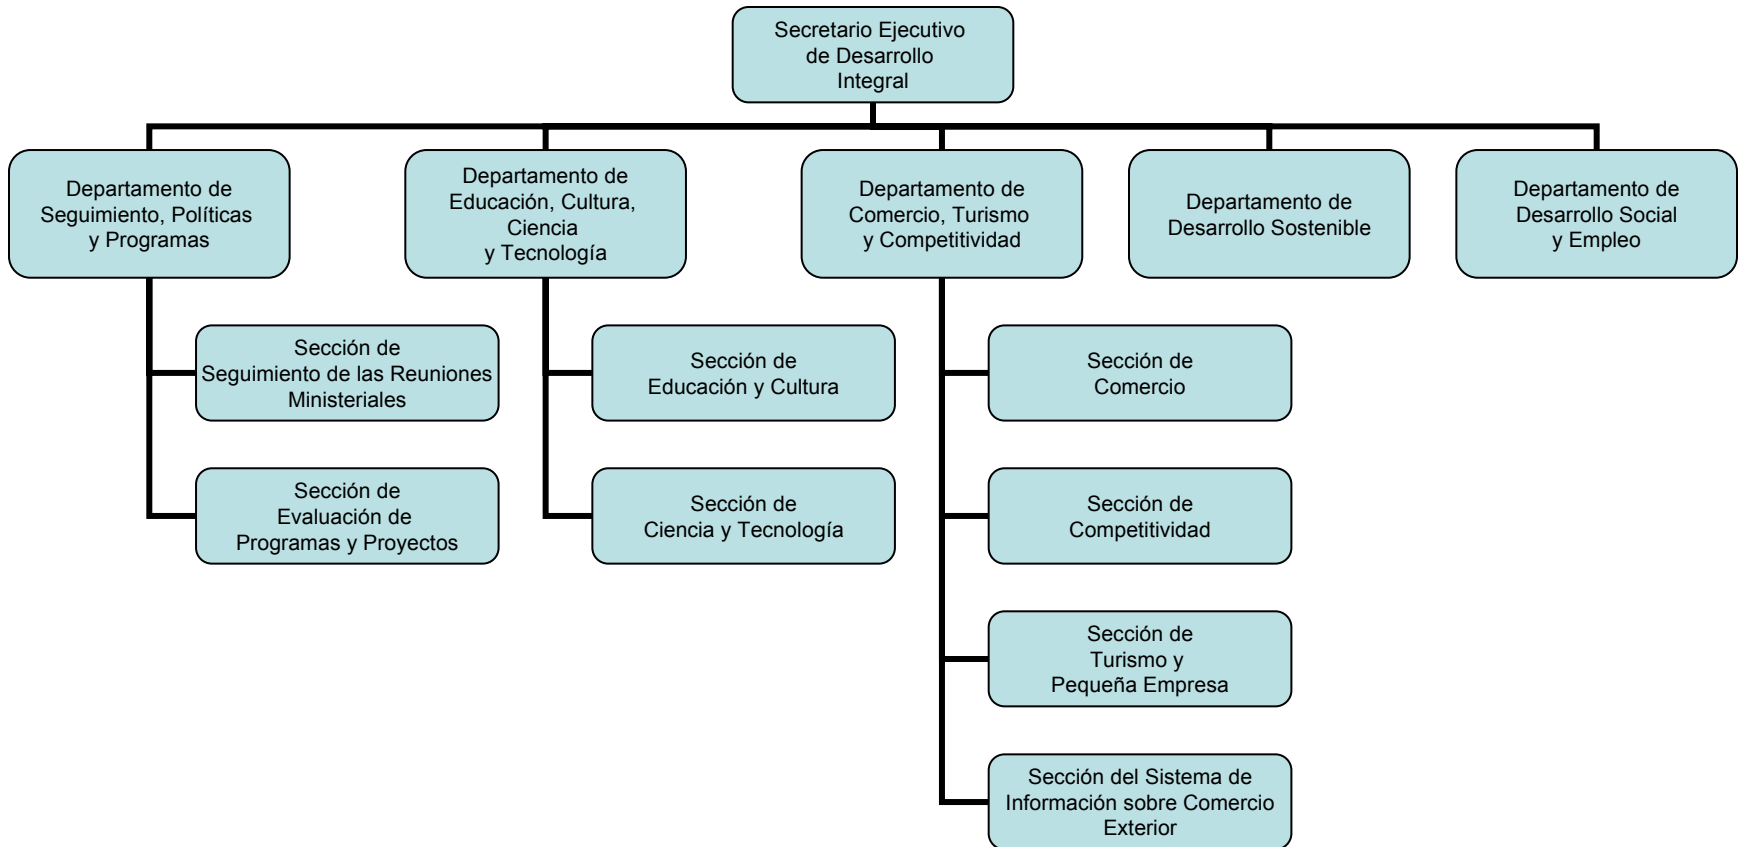 Secretario Ejecutivo
de Desarrollo
Integral
Departamento de
Seguimiento, Políticas
y Programas
Departamento de
Educación, Cultura,
Ciencia
y Tecnología
Departamento de
Comercio, Turismo
y Competitividad
Departamento de
Desarrollo Sostenible
Departamento de
Desarrollo Social
y Empleo
Sección de
Seguimiento de las Reuniones
Ministeriales
Sección de
Educación y Cultura
Sección de
Comercio
Sección de
Evaluación de
Programas y Proyectos
Sección de
Ciencia y Tecnología
Sección de
Competitividad
Sección de
Turismo y
Pequeña Empresa
Sección del Sistema de
Información sobre Comercio
Exterior